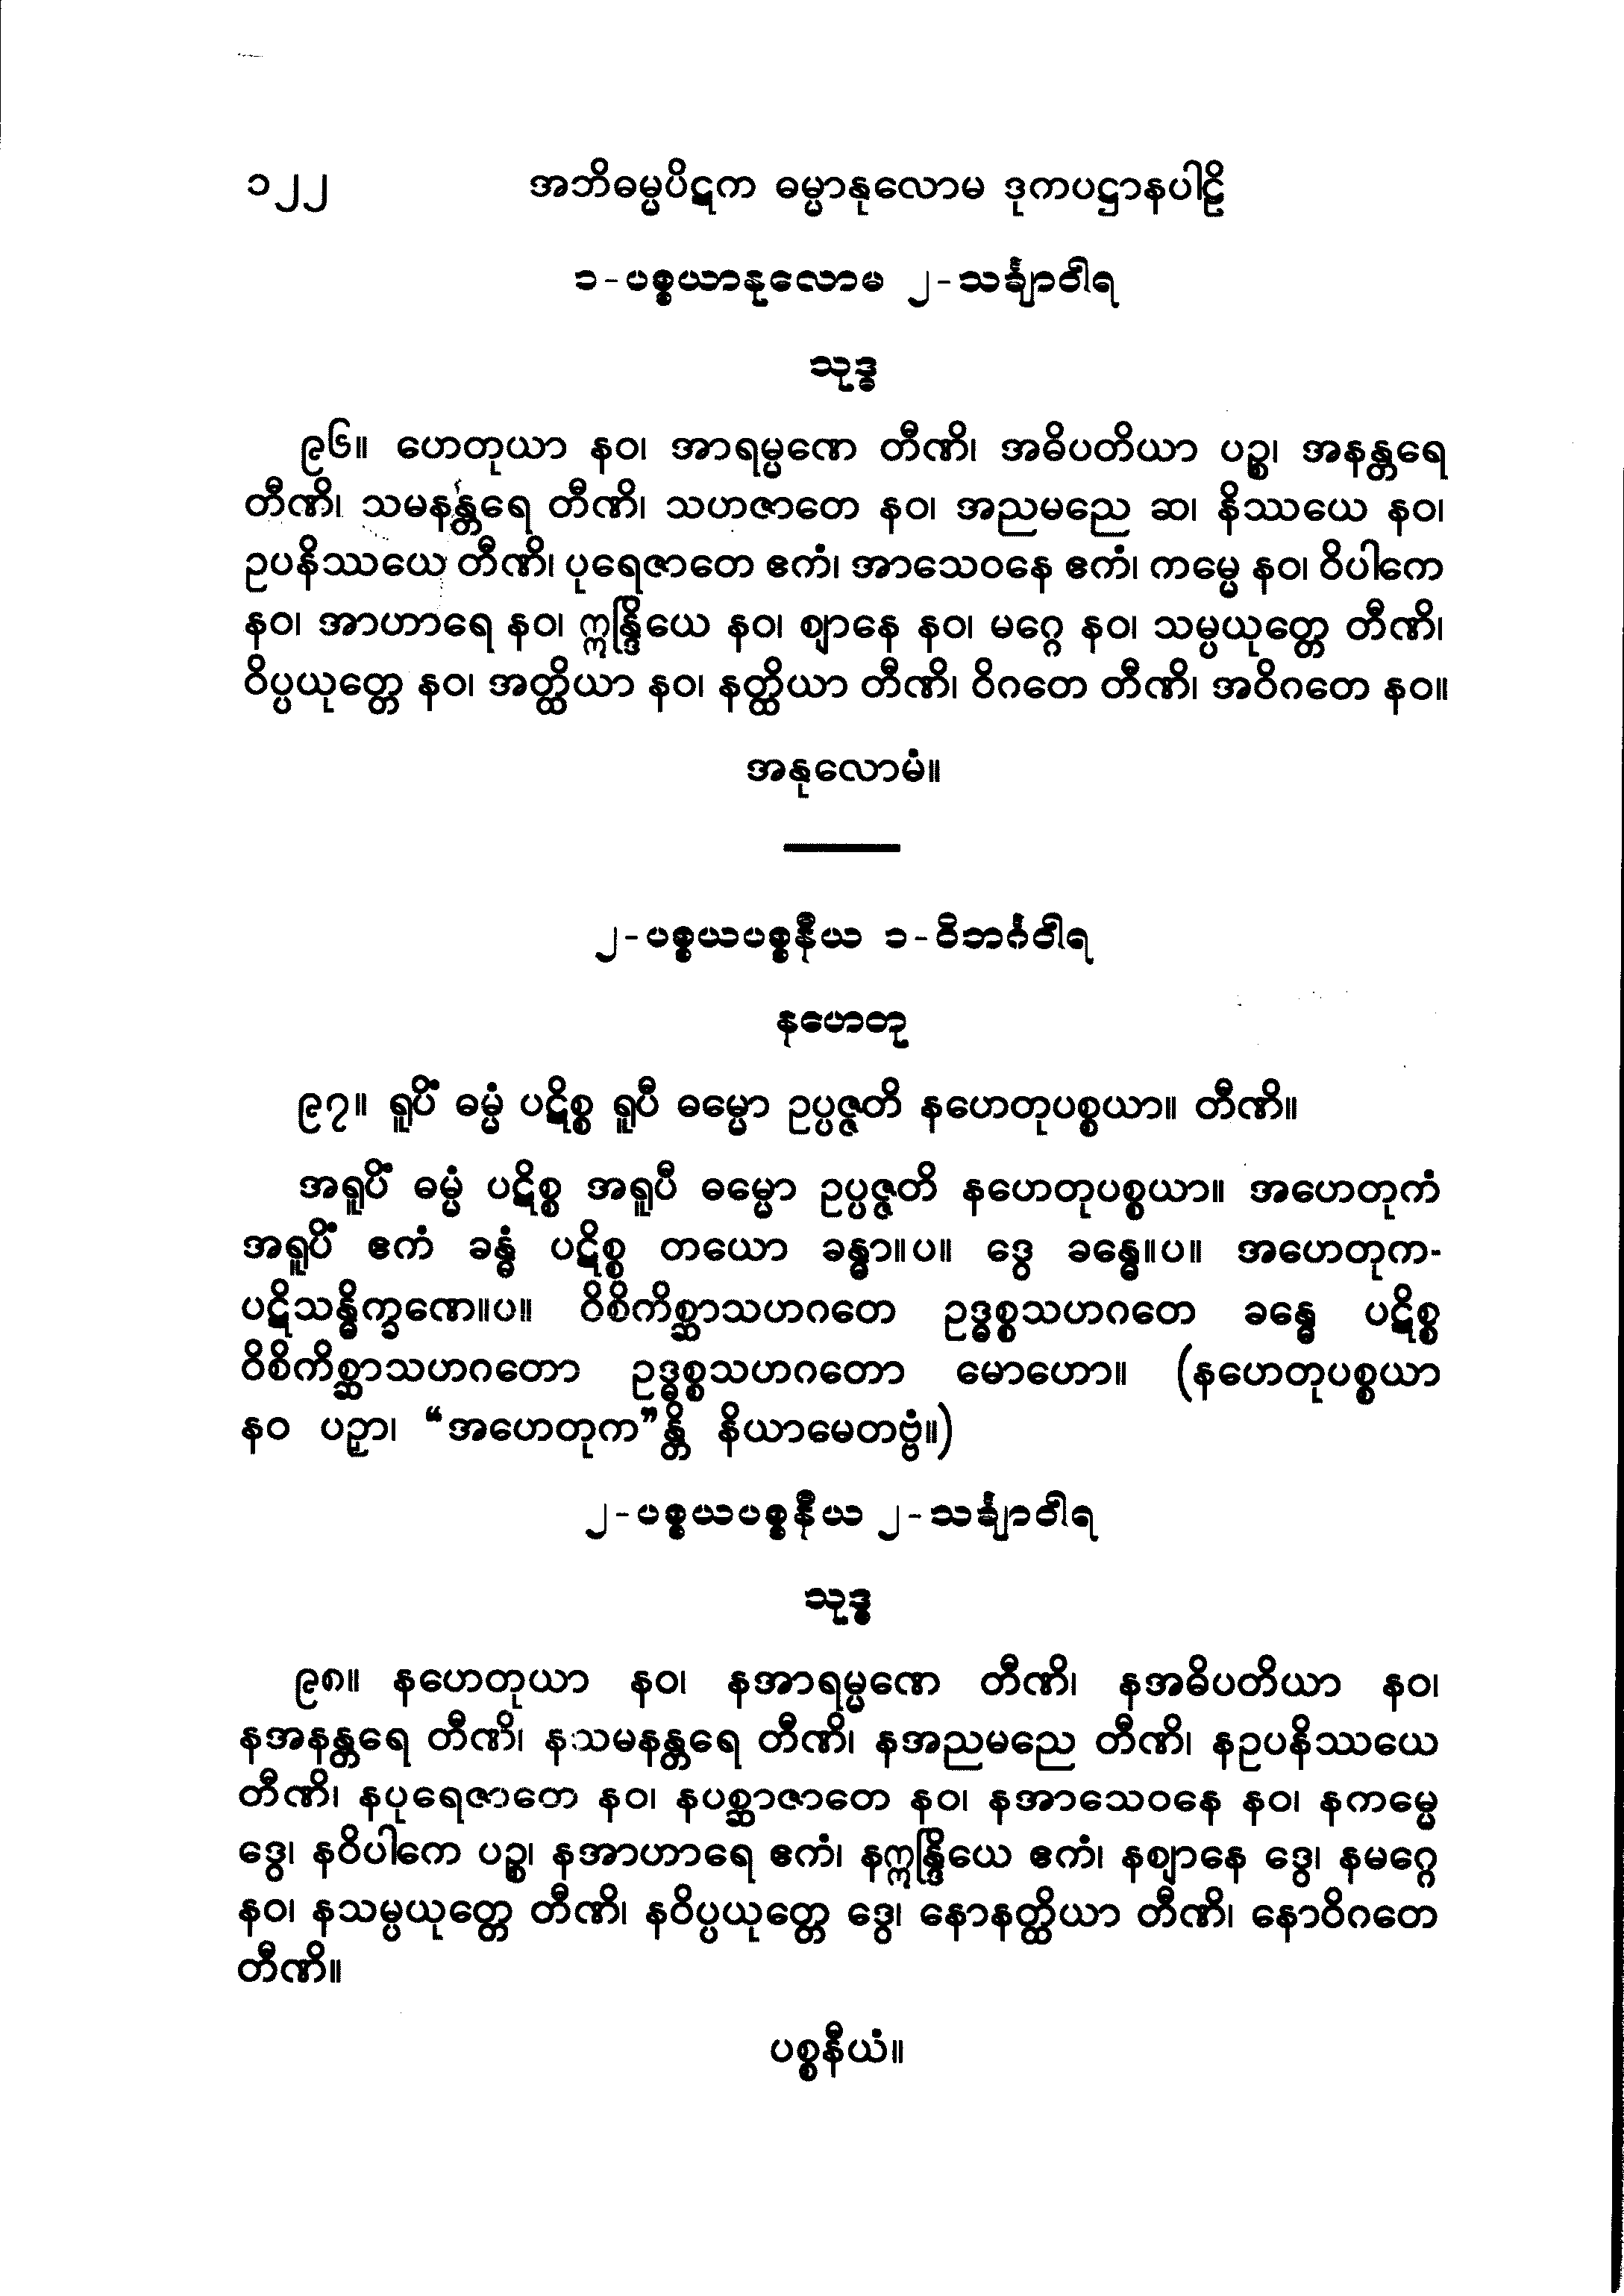 ၁၂၂ အဘိဓမ္မပိဋက ဓမ္မာနုလောမ ဒုကပဋ္ဌာနပါဠိ
၁-ပစ္စယာနုလောမ ၂-သင်္ချာဝါရ
သုဒ္ဓ
၉၆။ ဟေတုယာ နဝ၊ အာရမ္မဏေ တီဏိ၊ အဓိပတိယာ ပဉ္စ၊ အနန္တရေ
တီဏိ၊ သမနန္တရေ တီဏိ၊ သဟဇာတေ နဝ၊ အညမညေ ဆ၊ နိဿယေ နဝ၊
ဥပနိဿယေ တီဏိ၊ ပုရေဇာတေ ဧကံ၊ အာသေဝနေ ဧကံ၊ ကမ္မေ နဝ၊ ဝိပါကေ
နဝ၊ အာဟာရေ နဝ၊ ဣန္ဒြိယေ နဝ၊ ဈာနေ နဝ၊ မဂ္ဂေ နဝ၊ သမ္ပယုတ္တေ တီဏိ၊
ဝိပ္ပယုတ္တေ နဝ၊ အတ္ထိယာ နဝ၊ နတ္ထိယာ တီဏိ၊ ဝိဂတေ တီဏိ၊ အဝိဂတေ နဝ။
အနုလောမံ။
၂-ပစ္စယပစ္စနီယ ၁-ဝိဘင်္ဂဝါရ
နဟေတု
၉၇။ ရူပိံ ဓမ္မံ ပဋိစ္စ ရူပီ ဓမ္မော ဥပ္ပဇ္ဇတိ နဟေတုပစ္စယာ။ တီဏိ။
အရူပိံ ဓမ္မံ ပဋိစ္စ အရူပီ ဓမ္မော ဥပ္ပဇ္ဇတိ နဟေတုပစ္စယာ။ အဟေတုကံ
အရူပိံ ဧကံ ခန္ဓံ ပဋိစ္စ တယော ခန္ဓာ။ပ။ ဒွေ ခန္ဓေ။ပ။ အဟေတုက-
ပဋိသန္ဓိက္ခဏေ။ပ။ ဝိစိကိစ္ဆာသဟဂတေ ဥဒ္ဓစ္စသဟဂတေ ခန္ဓေ ပဋိစ္စ
ဝိစိကိစ္ဆာသဟဂတော ဥဒ္ဓစ္စသဟဂတော မောဟော။ (နဟေတုပစ္စယာ
နဝ ပဉှာ၊ “အဟေတုက”န္တိ နိယာမေတဗ္ဗံ။)
၂-ပစ္စယပစ္စနီယ ၂-သင်္ချာဝါရ
သုဒ္ဓ
၉၈။ နဟေတုယာ နဝ၊ နအာရမ္မဏေ တီဏိ၊ နအဓိပတိယာ နဝ၊
နအနန္တရေ တီဏိ၊ နသမနန္တရေ တီဏိ၊ နအညမညေ တီဏိ၊ နဥပနိဿယေ
တီဏိ၊ နပုရေဇာတေ နဝ၊ နပစ္ဆာဇာတေ နဝ၊ နအာသေဝနေ နဝ၊ နကမ္မေ
ဒွေ၊ နဝိပါကေ ပဉ္စ၊ နအာဟာရေ ဧကံ၊ နဣန္ဒြိယေ ဧကံ၊ နဈာနေ ဒွေ၊ နမဂ္ဂေ
နဝ၊ နသမ္ပယုတ္တေ တီဏိ၊ နဝိပ္ပယုတ္တေ ဒွေ၊ နောနတ္ထိယာ တီဏိ၊ နောဝိဂတေ
တီဏိ။
ပစ္စနီယံ။